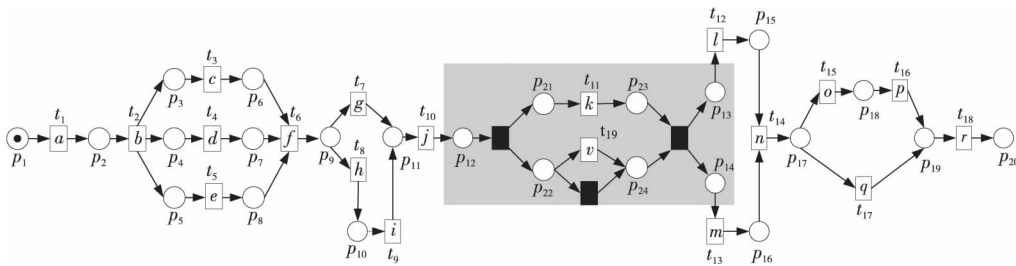 t12 p15
l
t3 t7 p21 t11 p23 t15 t16
c g k p13 o p
p3 p6 t10 t19 t14 p18
t1 t2 t4 t6 v n t18
a b d f j r
p1 p2 p4 p7 p9 t8 p11 p12 p22 p24 p14 p17 p19 p20
h q
t5 t17
e i m
p5 p8 p10 t9 t13 p16